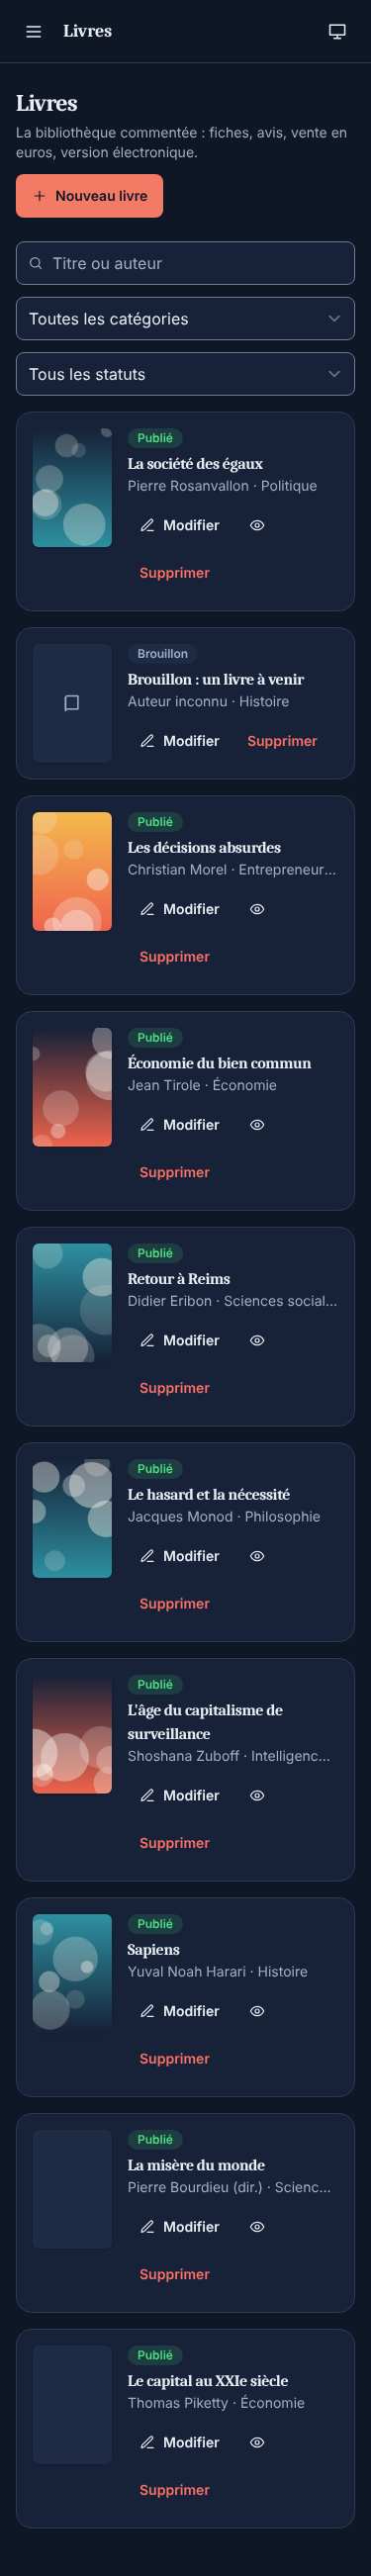 Livres
Livres
La bibliothèque commentée : fiches, avis, vente en
euros, version électronique.
Nouveau livre
Titre ou auteur
Toutes les catégories
Tous les statuts
Publié
La société des égaux
Pierre Rosanvallon · Politique
Modifier
Supprimer
Brouillon
Brouillon : un livre à venir
Auteur inconnu · Histoire
Modifier Supprimer
Publié
Les décisions absurdes
Christian Morel · Entrepreneur…
Modifier
Supprimer
Publié
Économie du bien commun
Jean Tirole · Économie
Modifier
Supprimer
Publié
Retour à Reims
Didier Eribon · Sciences social…
Modifier
Supprimer
Publié
Le hasard et la nécessité
Jacques Monod · Philosophie
Modifier
Supprimer
Publié
L'âge du capitalisme de
surveillance
Shoshana Zuboff · Intelligenc…
Modifier
Supprimer
Publié
Sapiens
Yuval Noah Harari · Histoire
Modifier
Supprimer
Publié
La misère du monde
Pierre Bourdieu (dir.) · Scienc…
Modifier
Supprimer
Publié
Le capital au XXIe siècle
Thomas Piketty · Économie
Modifier
Supprimer